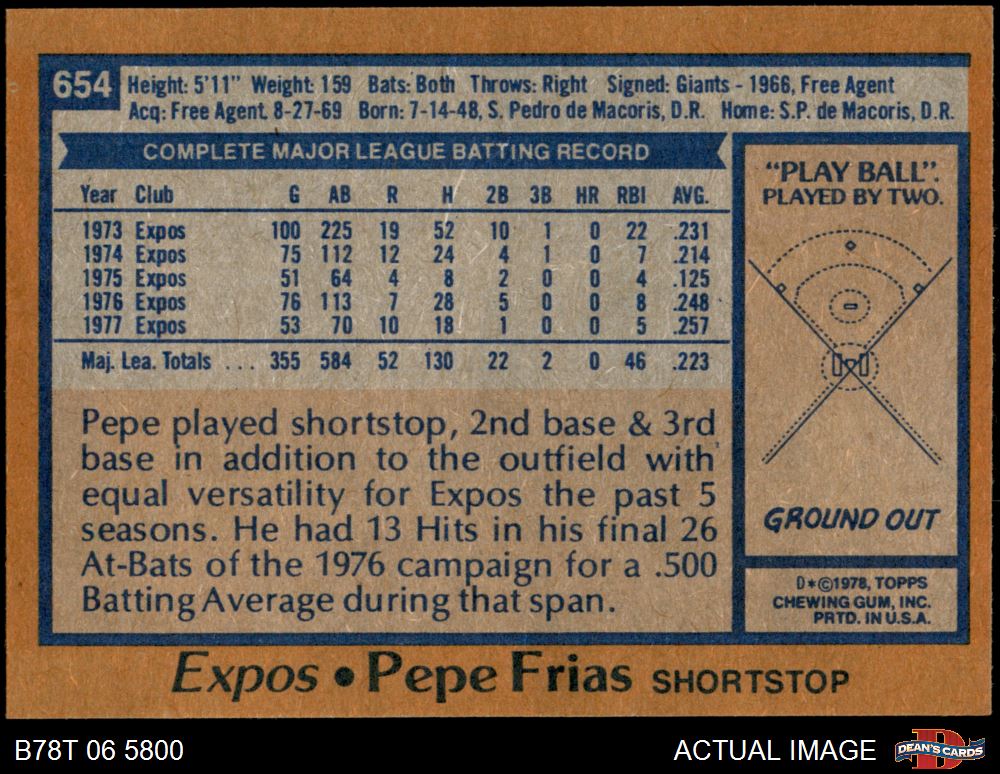 654
Height: 5'11" Weight: 159 Bats: Both Throws: Right Signed: Giants - 1966, Free Agent
Acq: Free Agent 8-27-69 Born: 7-14-48, S. Pedro de Macoris, D.R. Home: S.P. de Macoris, D.R.
COMPLETE MAJOR LEAGUE BATTING RECORD
Year Club G AB R H 2B 3B HR RBI AVG.
1973 Expos 100 225 19 52 10 1 0 22 .231
1974 Expos 75 112 12 24 4 1 0 7 .214
1975 Expos 51 64 4 8 2 0 0 4 .125
1976 Expos 76 113 7 28 5 0 0 8 .248
1977 Expos 53 70 10 18 1 0 0 5 .257
Maj. Lea. Totals ... 355 584 52 130 22 2 0 46 .223
Pepe played shortstop, 2nd base & 3rd
base in addition to the outfield with
equal versatility for Expos the past 5
seasons. He had 13 Hits in his final 26
At-Bats of the 1976 campaign for a .500
Batting Average during that span.
"PLAY BALL".
PLAYED BY TWO.
GROUND OUT
D*©1978, TOPPS
CHEWING GUM, INC.
PRTD. IN U.S.A.
Expos • Pepe Frias SHORTSTOP
B78T 06 5800
ACTUAL IMAGE
D
DEAN'S CARDS